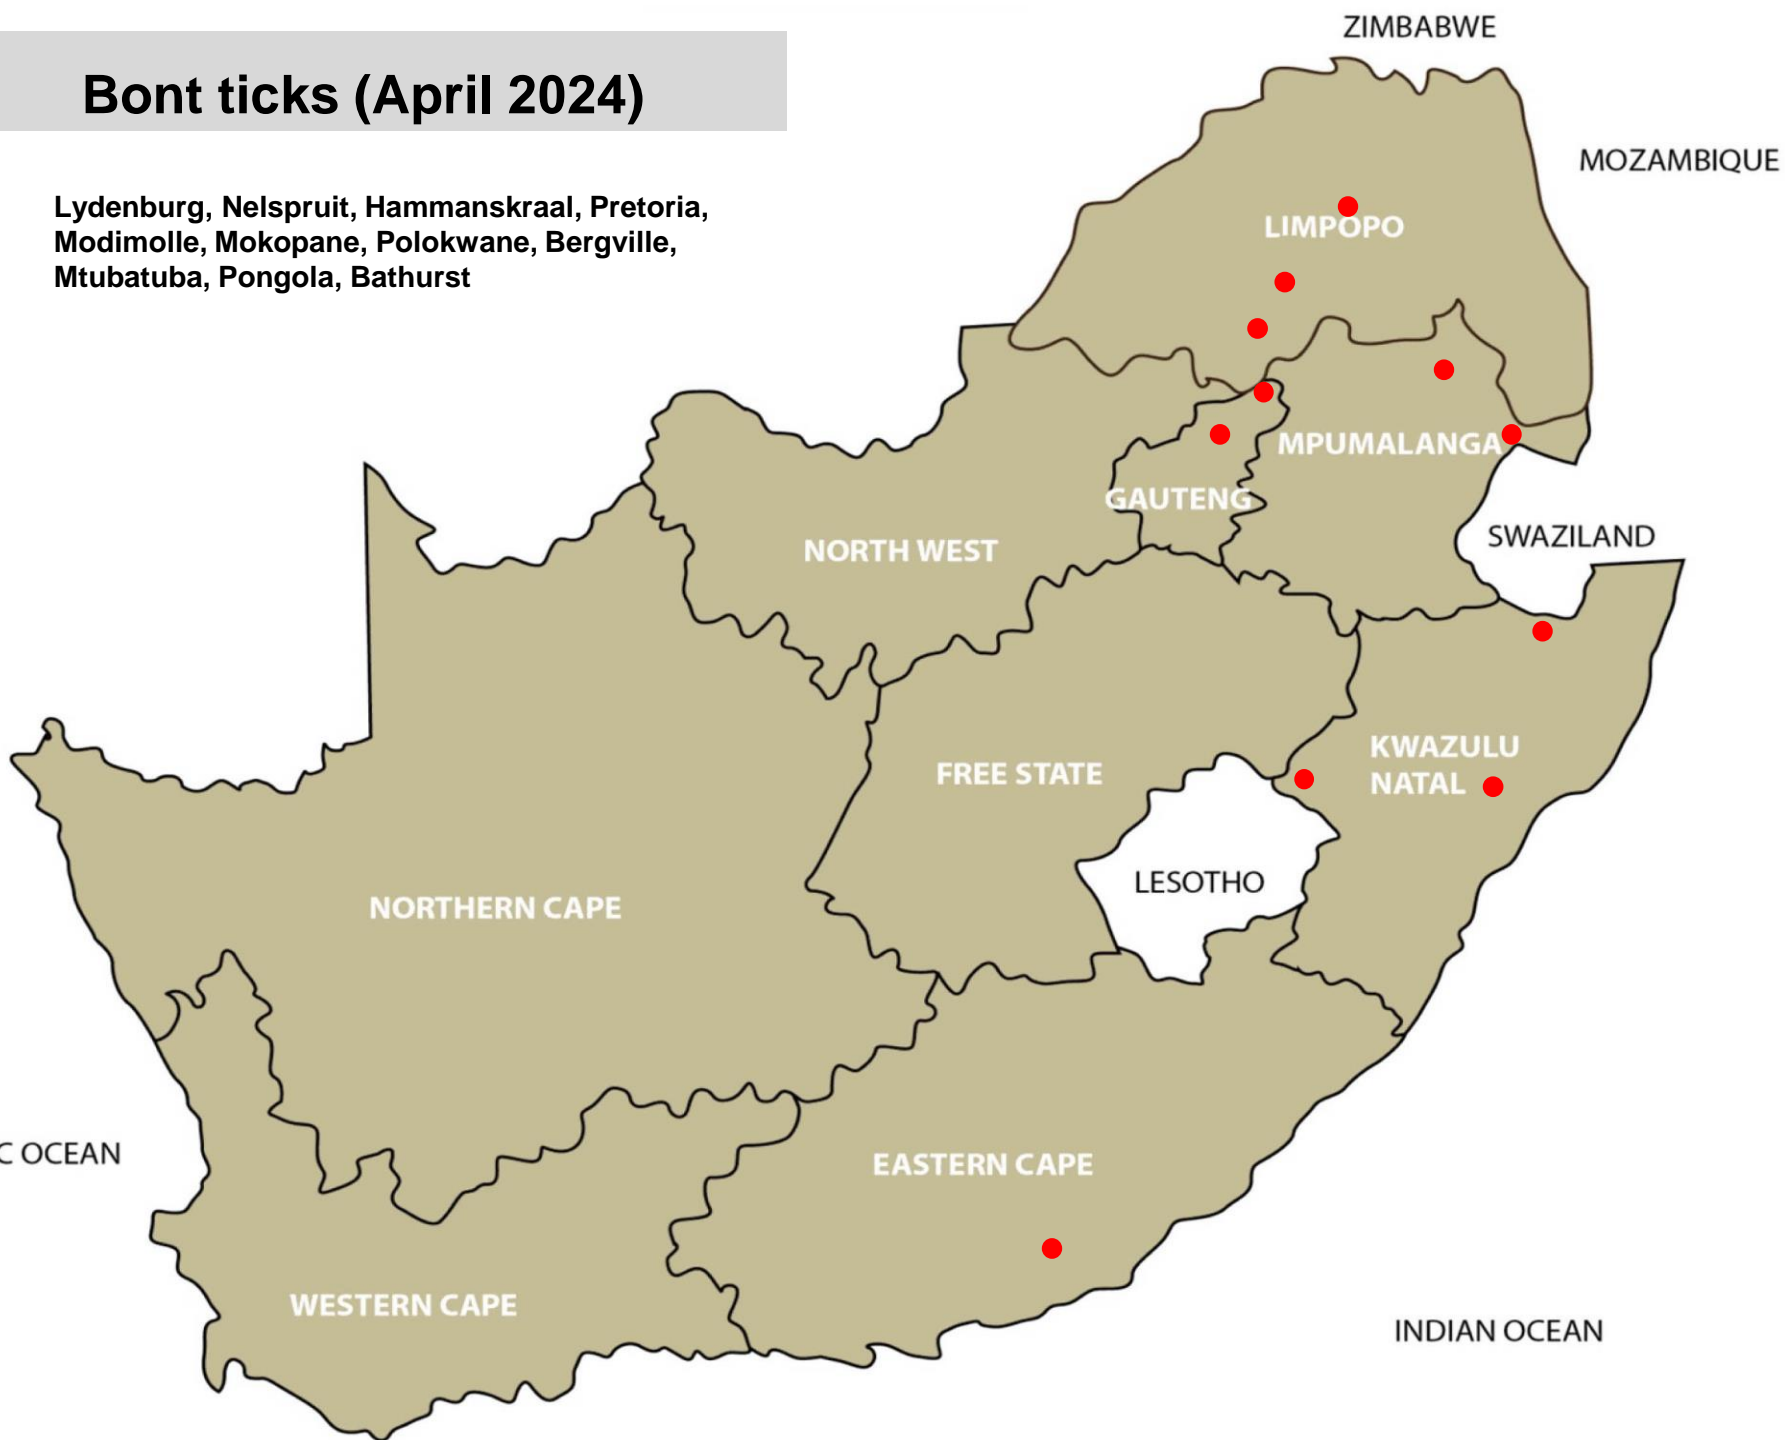 ZIMBABWE
Bont ticks (April 2024)
MOZAMBIQUE
Lydenburg, Nelspruit, Hammanskraal, Pretoria,
Modimolle, Mokopane, Polokwane, Bergville,
Mtubatuba, Pongola, Bathurst
LIMPOPO
MPUMALANGA
GAUTENG
SWAZILAND
NORTH WEST
KWAZULU
NATAL
FREE STATE
LESOTHO
NORTHERN CAPE
C OCEAN
EASTERN CAPE
WESTERN CAPE
INDIAN OCEAN